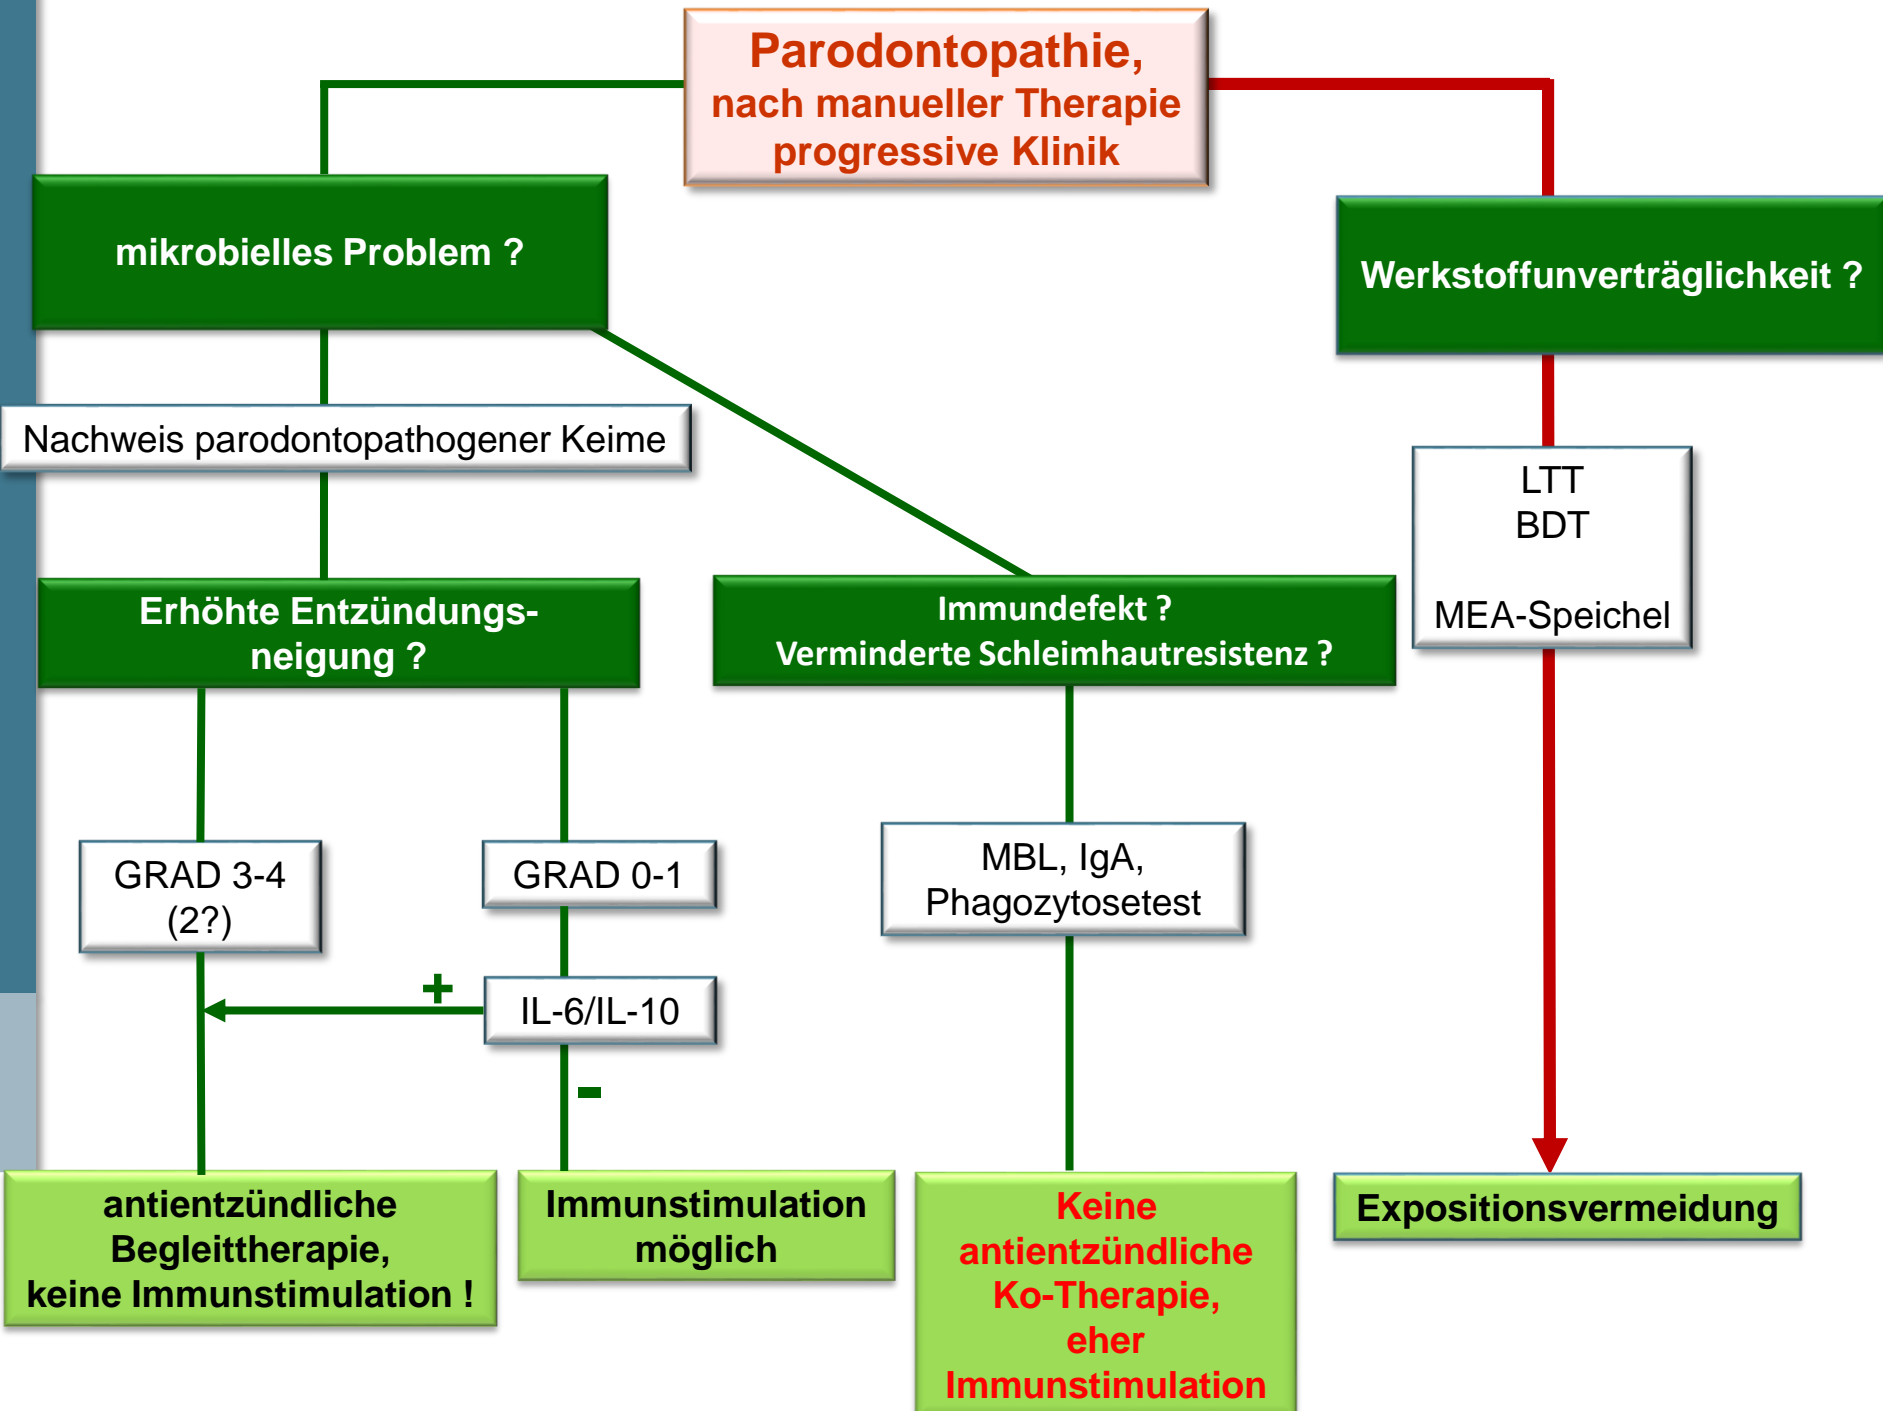 Parodontopathie,
nach manueller Therapie
progressive Klinik
mikrobielles Problem ?
Werkstoffunverträglichkeit ?
Nachweis parodontopathogener Keime
LTT
BDT
MEA-Speichel
Erhöhte Entzündungs-
neigung ?
Immundefekt ?
Verminderte Schleimhautresistenz ?
GRAD 3-4
(2?)
GRAD 0-1
MBL, IgA,
Phagozytosetest
+
IL-6/IL-10
-
antientzündliche
Begleittherapie,
keine Immunstimulation !
Immunstimulation
möglich
Keine
antientzündliche
Ko-Therapie,
eher
Immunstimulation
Expositionsvermeidung